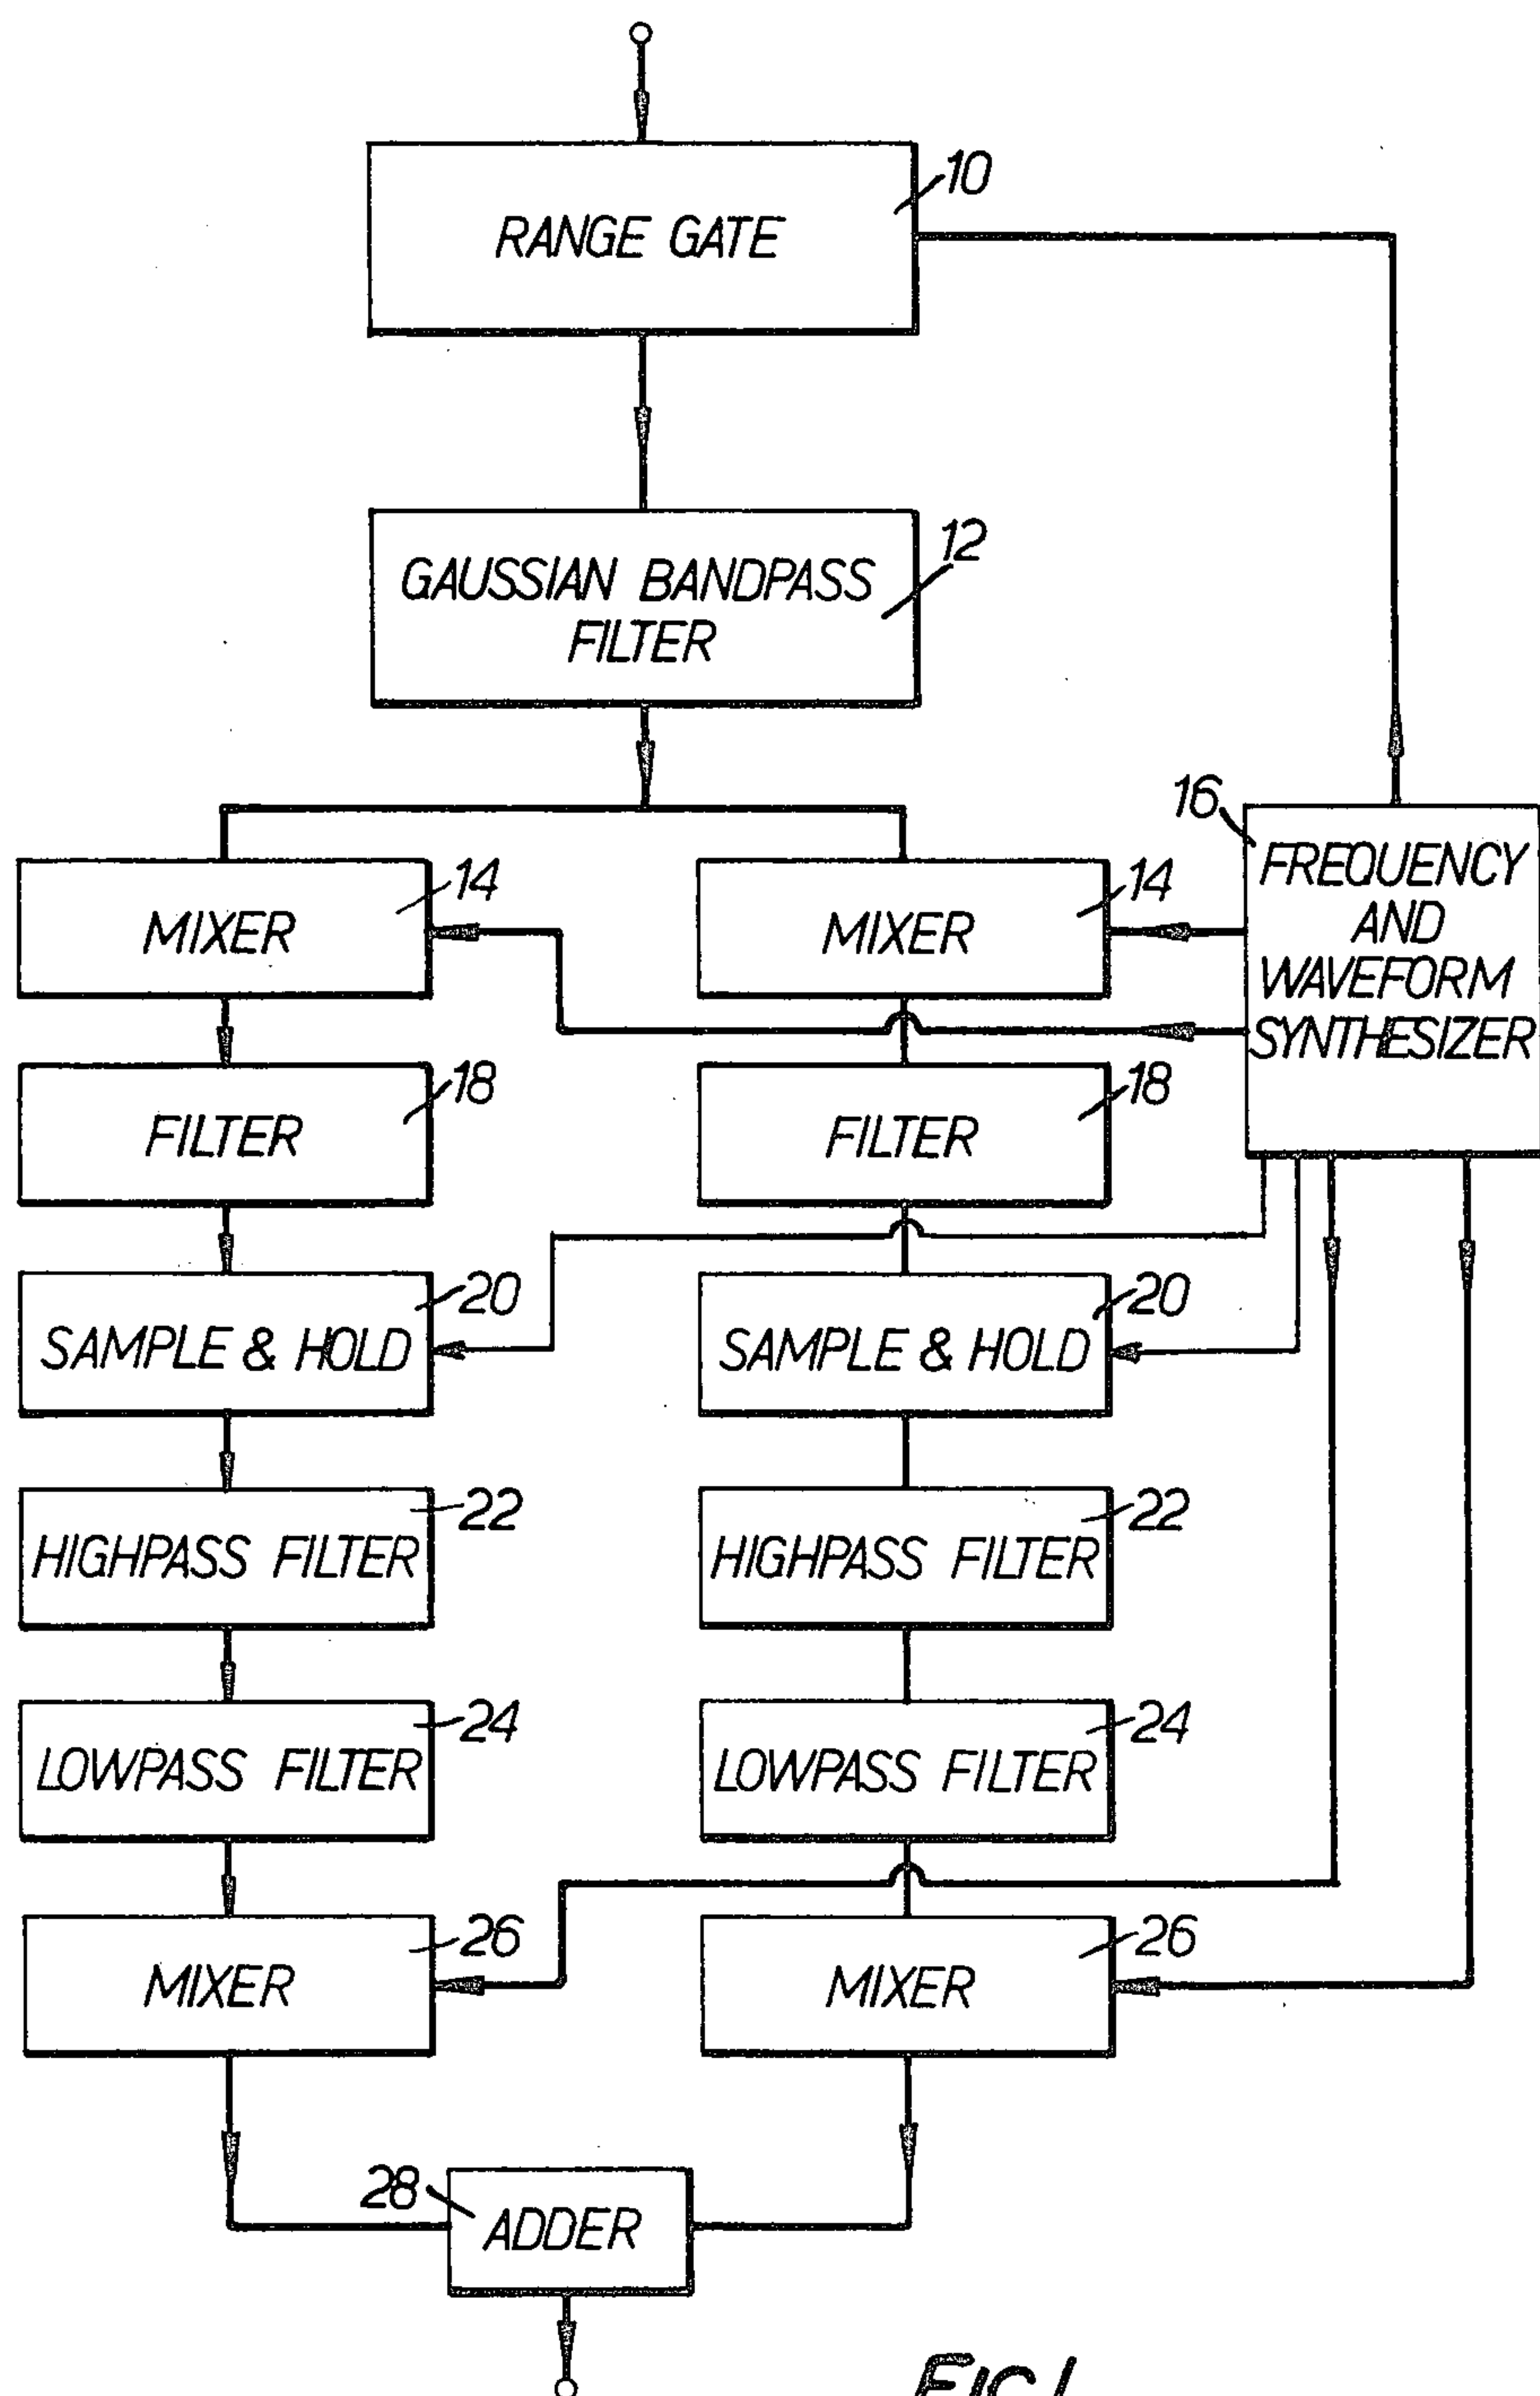 10
RANGE GATE
12
GAUSSIAN BANDPASS
FILTER
16
FREQUENCY
AND
WAVEFORM
SYNTHESIZER
14
MIXER
14
MIXER
18
FILTER
18
FILTER
20
SAMPLE & HOLD
20
SAMPLE & HOLD
22
HIGHPASS FILTER
22
HIGHPASS FILTER
24
LOWPASS FILTER
24
LOWPASS FILTER
26
MIXER
26
MIXER
28
ADDER
FIG.1